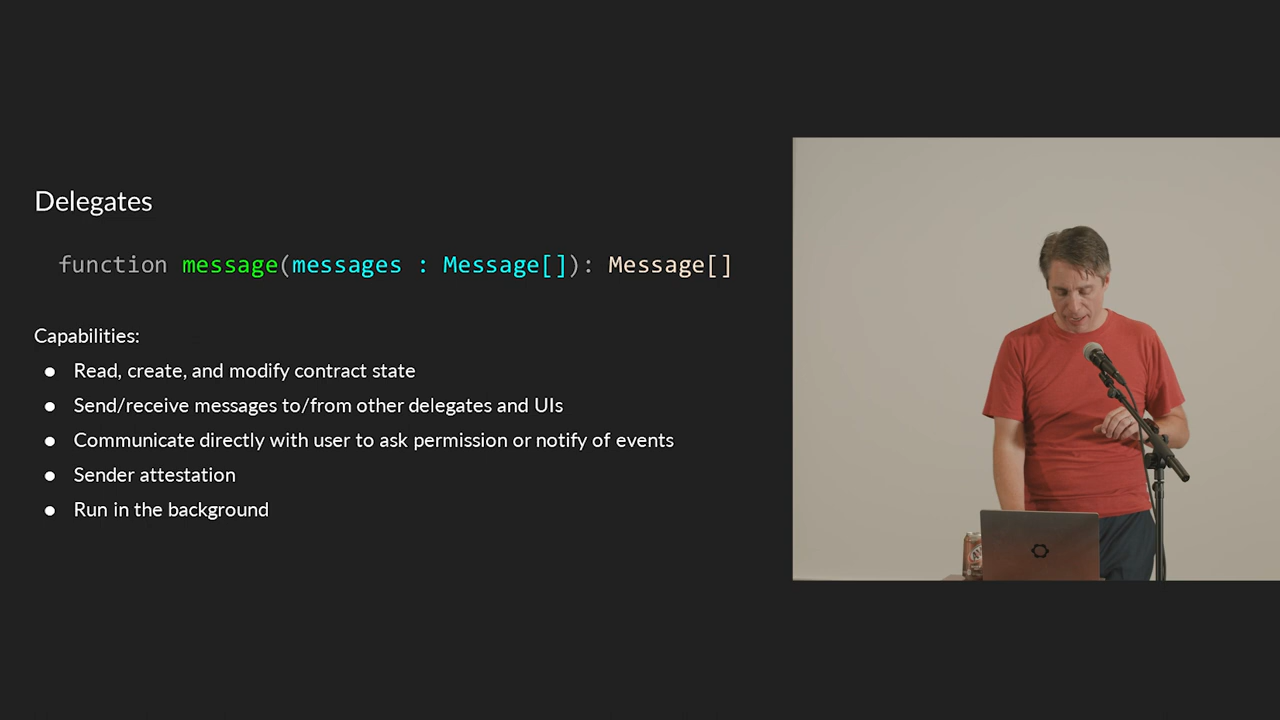 Delegates
function message(messages : Message[]): Message[]
Capabilities:
● Read, create, and modify contract state
● Send/receive messages to/from other delegates and UIs
● Communicate directly with user to ask permission or notify of events
● Sender attestation
● Run in the background